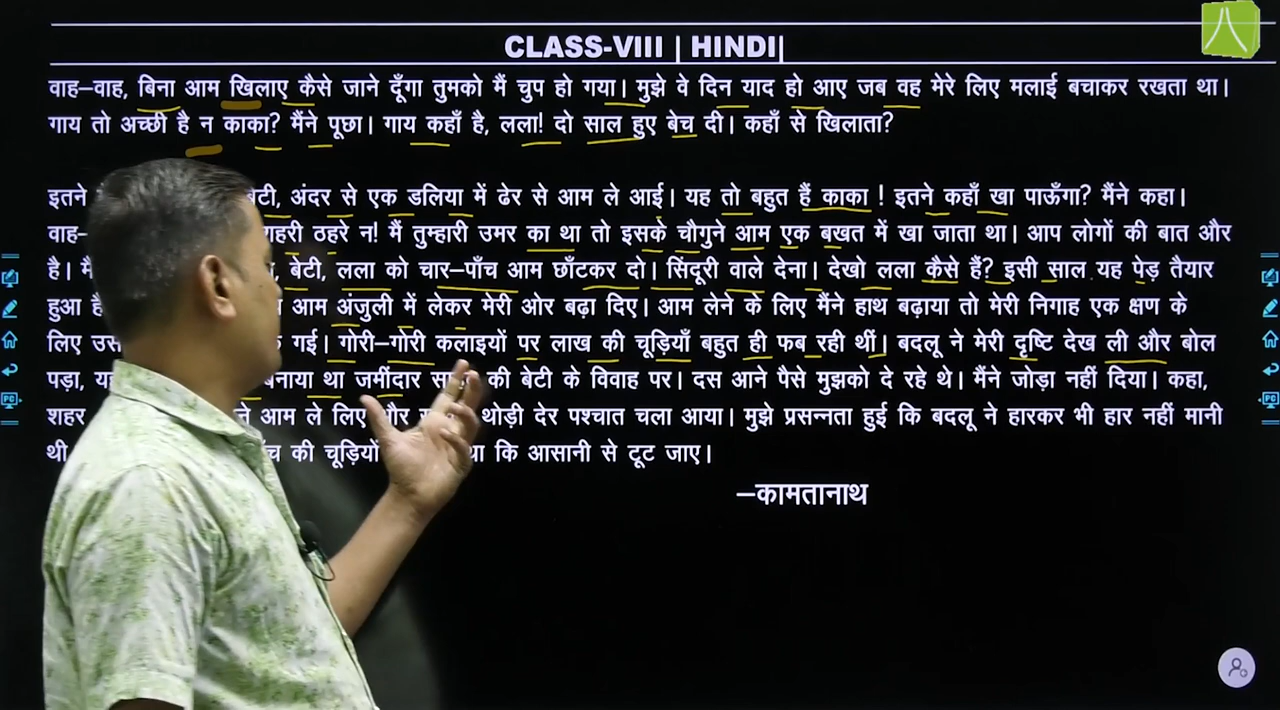 CLASS-VIII | HINDI|
वाह–वाह, बिना आम खिलाए कैसे जाने दूँगा तुमको मैं चुप हो गया। मुझे वे दिन याद हो आए जब वह मेरे लिए मलाई बचाकर रखता था।
गाय तो अच्छी है न काका? मैंने पूछा। गाय कहाँ है, लला! दो साल हुए बेच दी। कहाँ से खिलाता?
इतने बेटी, अंदर से एक डलिया में ढेर से आम ले आई। यह तो बहुत हैं काका ! इतने कहाँ खा पाऊँगा? मैंने कहा।
वाह– शहरी ठहरे न! मैं तुम्हारी उमर का था तो इसके चौगुने आम एक बखत में खा जाता था। आप लोगों की बात और
है। बेटी, लला को चार–पाँच आम छाँटकर दो। सिंदूरी वाले देना। देखो लला कैसे हैं? इसी साल यह पेड़ तैयार
हुआ आम अंजुली में लेकर मेरी ओर बढ़ा दिए। आम लेने के लिए मैंने हाथ बढ़ाया तो मेरी निगाह एक क्षण के
लिए गई। गोरी–गोरी कलाइयों पर लाख की चूड़ियाँ बहुत ही फब रही थीं। बदलू ने मेरी दृष्टि देख ली और बोल
पड़ा, बनाया था जमींदार की बेटी के विवाह पर। दस आने पैसे मुझको दे रहे थे। मैंने जोड़ा नहीं दिया। कहा,
शहर आम ले लिए थोड़ी देर पश्चात चला आया। मुझे प्रसन्नता हुई कि बदलू ने हारकर भी हार नहीं मानी
थी की चूड़ियों कि आसानी से टूट जाए।
–कामतानाथ
PC
PC